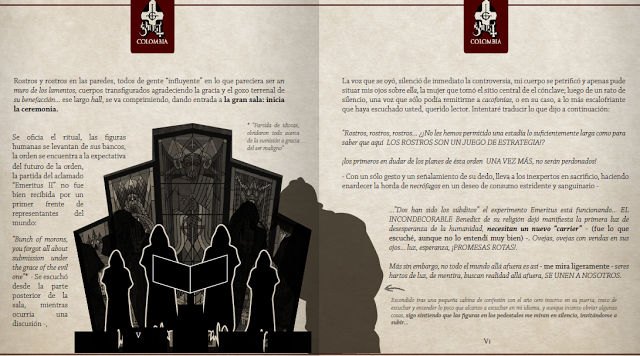 Ghost
COLOMBIA
Rostros y rostros en las paredes, todos de gente "influyente" en lo que pareciera ser un
muro de los lamentos, cuerpos transfigurados agradeciendo la gracia y el gozo terrenal de
su benefacción... ese largo hall, se va comprimiendo, dando entrada a la gran sala: inicia
la ceremonía.
Se oficia el ritual, las figuras
humanas se levantan de sus bancos,
la orden se encuentra a la expectativa
del futuro de la orden,
la partida del aclamado
"Emeritus II" no fue
bien recibida por un
primer frente de
representantes del
mundo:
"Bunch of morons,
you forgot all about
submission under
the grace of the evil
one"* - Se escuchó
desde la parte
posterior de la
sala, mientras
ocurría una
discusión -,
* "Partida de idiotas,
olvidaron todo acerca
de la sumisión a gracia
del ser maligno"
V
Ghost
COLOMBIA
La voz que se oyó, silenció de inmediato la controversia, mi cuerpo se petrificó y apenas pude
situar mis ojos sobre ella, la mujer que tomó el sitio central de el cónclave; luego de un rato de
silencio, una voz que sólo podía remitirme a cacofonías, o en su caso, a lo más escalofriante
que haya escuchado usted, querido lector. Intentaré traducir lo que dijo a continuación:
"Rostros, rostros, rostros... ¿¡No les hemos permitido una estadía lo suficientemente larga como para
saber que aquí LOS ROSTROS SON UN JUEGO DE ESTRATEGIA!?
¡los primeros en dudar de los planes de ésta orden UNA VEZ MÁS, no serán perdonados!
- Con un sólo gesto y un señalamiento de su dedo, lleva a los inexpertos en sacrificio, haciendo
enardecer la horda de necrófagos en un deseo de consumo estridente y sanguinario -
..."Dos han sido los súbditos" el experimento Emeritus está funcionando... EL
INCONDECORABLE Benedict de su religión dejó manifiesta la primera luz de
desesperanza de la humanidad, necesitan un nuevo "carrier" - (fue lo que
escuché, aunque no lo entendí muy bien) -. Ovejas, ovejas con vendas en sus
ojos... luz, esperanza, ¡PROMESAS ROTAS!.
Más sin embargo, no todo el mundo allá afuera es así - me mira ligeramente - seres
hartos de luz, de mentira, buscan realidad allá afuera, SE UNEN A NOSOTROS.
Escondido tras una pequeña cabina de confesión con el año cero inscrito en su puerta, trato de
escuchar y entender lo poco que alcanzo a escuchar en mi idioma, y aunque intento obviar algunas
cosas, sigo sintiendo que las figuras en los pedestales me miran en silencio, invitándome a
subir...
VI